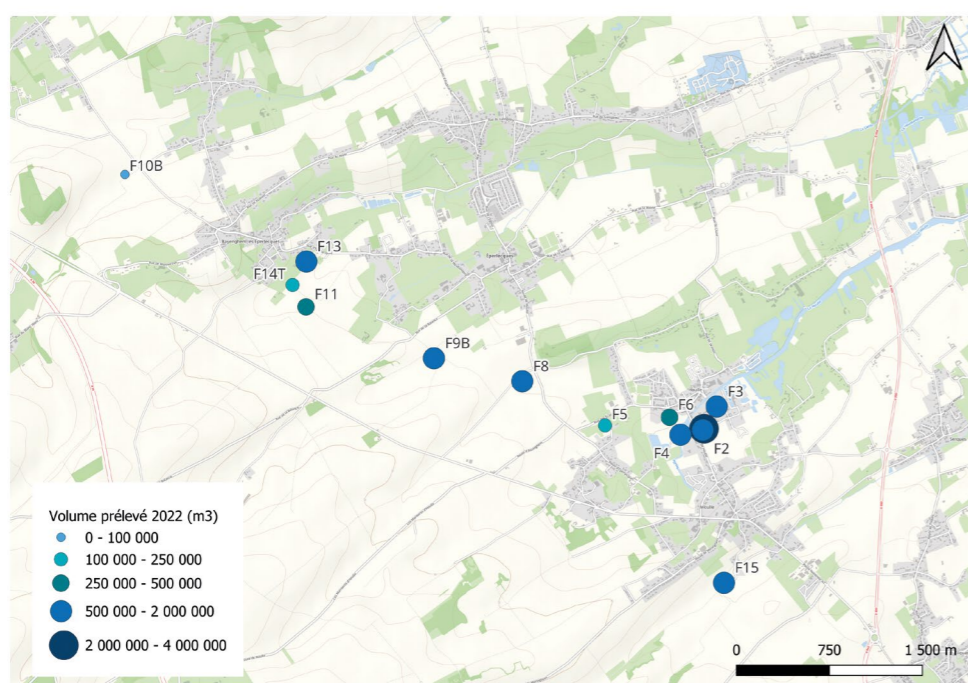 F10B
F13
F14T
F11
F9B
F8
F3
F6
F5
F4
F2
F15
Volume prélevé 2022 (m3)
0 - 100 000
100 000 - 250 000
250 000 - 500 000
500 000 - 2 000 000
2 000 000 - 4 000 000
0 750 1 500 m